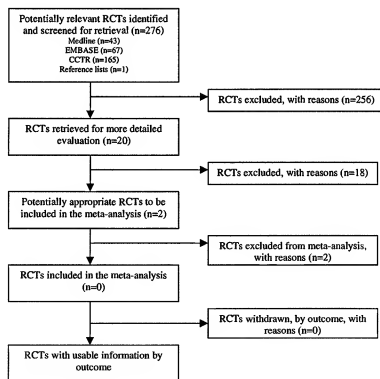 Potentially relevant RCTs identified
and screened for retrieval (n=276)
Medline (n=43)
EMBASE (n=67)
CCTR (n=165)
Reference lists (n=1)
RCTs excluded, with reasons (n=256)
RCTs retrieved for more detailed
evaluation (n=20)
RCTs excluded, with reasons (n=18)
Potentially appropriate RCTs to be
included in the meta-analysis (n=2)
RCTs excluded from meta-analysis,
with reasons (n=2)
RCTs included in the meta-analysis
(n=0)
RCTs withdrawn, by outcome, with
reasons (n=0)
RCTs with usable information by
outcome